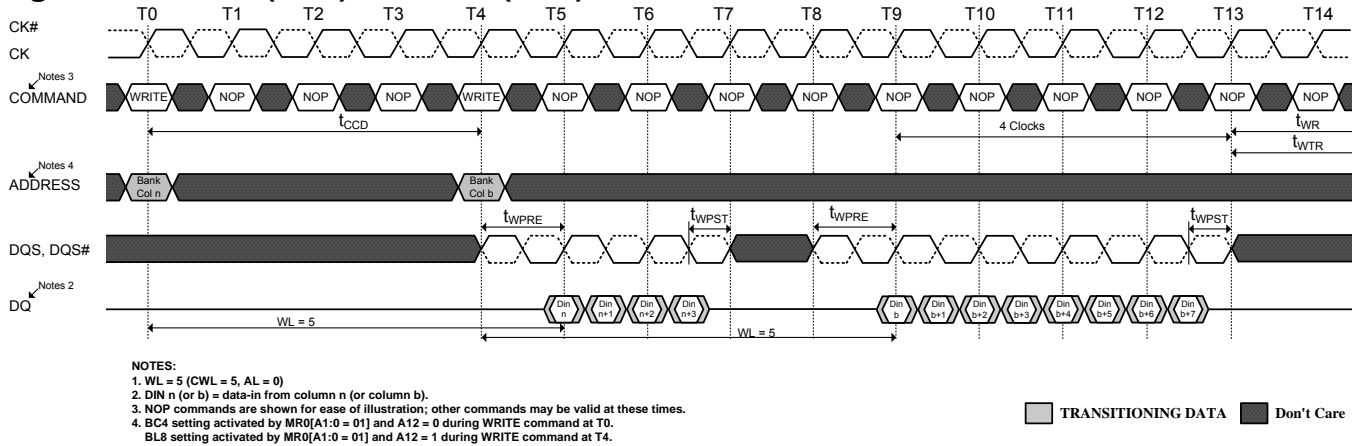 T0 T1 T2 T3 T4 T5 T6 T7 T8 T9 T10 T11 T12 T13 T14
CK#
CK
Notes 3
COMMAND
WRITE NOP NOP NOP WRITE NOP NOP NOP NOP NOP NOP NOP NOP NOP NOP
tCCD
4 Clocks
tWR
tWTR
Notes 4
ADDRESS
Bank Col n
Bank Col b
tWPRE
tWPST
tWPRE
tWPST
DQS, DQS#
Notes 2
DQ
Din n
Din n+1
Din n+2
Din n+3
Din b
Din b+1
Din b+2
Din b+3
Din b+4
Din b+5
Din b+6
Din b+7
WL = 5
WL = 5
NOTES:
1. WL = 5 (CWL = 5, AL = 0)
2. DIN n (or b) = data-in from column n (or column b).
3. NOP commands are shown for ease of illustration; other commands may be valid at these times.
4. BC4 setting activated by MR0[A1:0 = 01] and A12 = 0 during WRITE command at T0.
BL8 setting activated by MR0[A1:0 = 01] and A12 = 1 during WRITE command at T4.
TRANSITIONING DATA
Don't Care